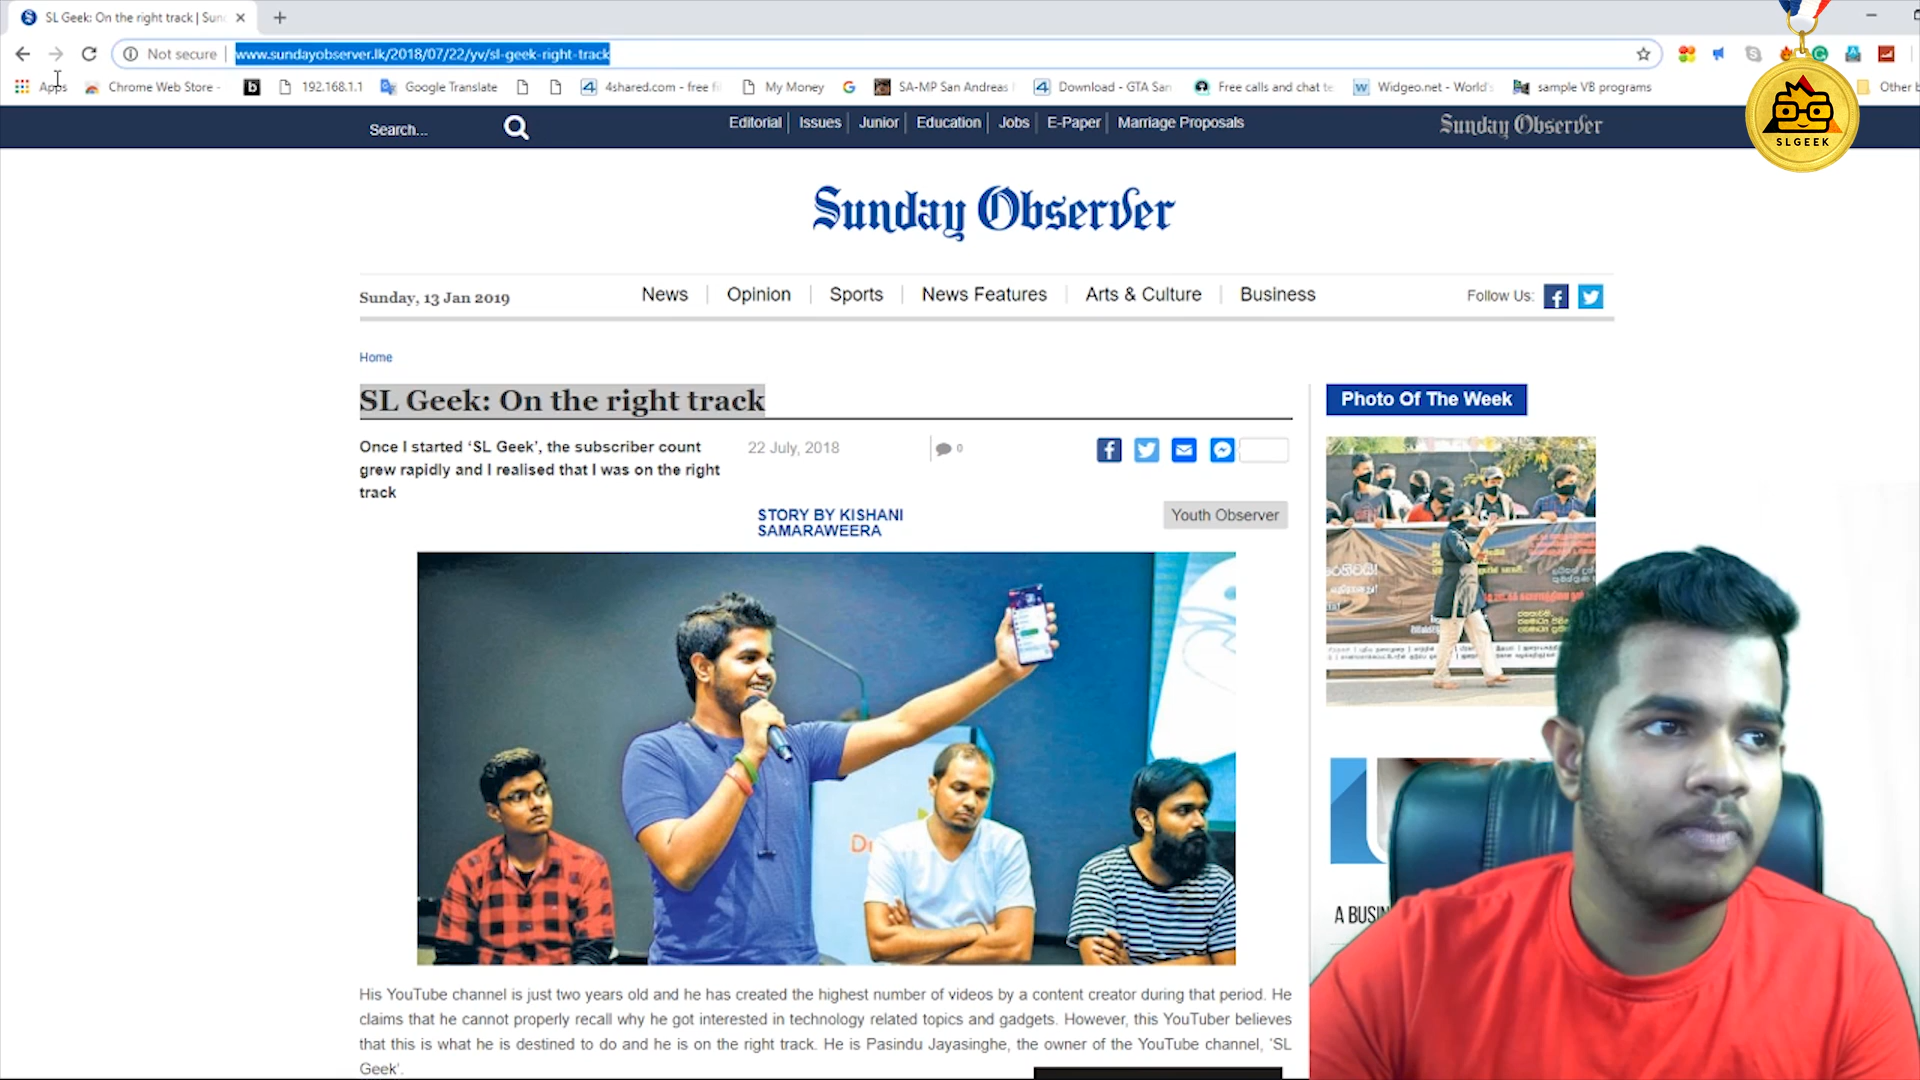 SL Geek: On the right track | Sun
Not secure
www.sundayobserver.lk/2018/07/22/yv/sl-geek-right-track
Apps
Chrome Web Store -
b
192.168.1.1
Google Translate
4shared.com - free fi
My Money
SA-MP San Andreas
Download - GTA San
Free calls and chat te
Widgeo.net - World's
sample VB programs
Other b
SLGEEK
Search...
Editorial
Issues
Junior
Education
Jobs
E-Paper
Marriage Proposals
Sunday Observer
Sunday Observer
Sunday, 13 Jan 2019
News
Opinion
Sports
News Features
Arts & Culture
Business
Follow Us:
Home
SL Geek: On the right track
Photo Of The Week
Once I started ‘SL Geek’, the subscriber count
grew rapidly and I realised that I was on the right
track
22 July, 2018
0
STORY BY KISHANI
SAMARAWEERA
Youth Observer
A BUSIN
His YouTube channel is just two years old and he has created the highest number of videos by a content creator during that period. He
claims that he cannot properly recall why he got interested in technology related topics and gadgets. However, this YouTuber believes
that this is what he is destined to do and he is on the right track. He is Pasindu Jayasinghe, the owner of the YouTube channel, ‘SL
Geek’.